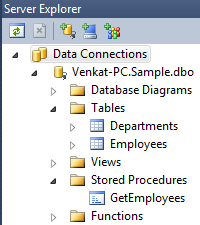 Server Explorer
Data Connections
Venkat-PC.Sample.dbo
Database Diagrams
Tables
Departments
Employees
Views
Stored Procedures
GetEmployees
Functions